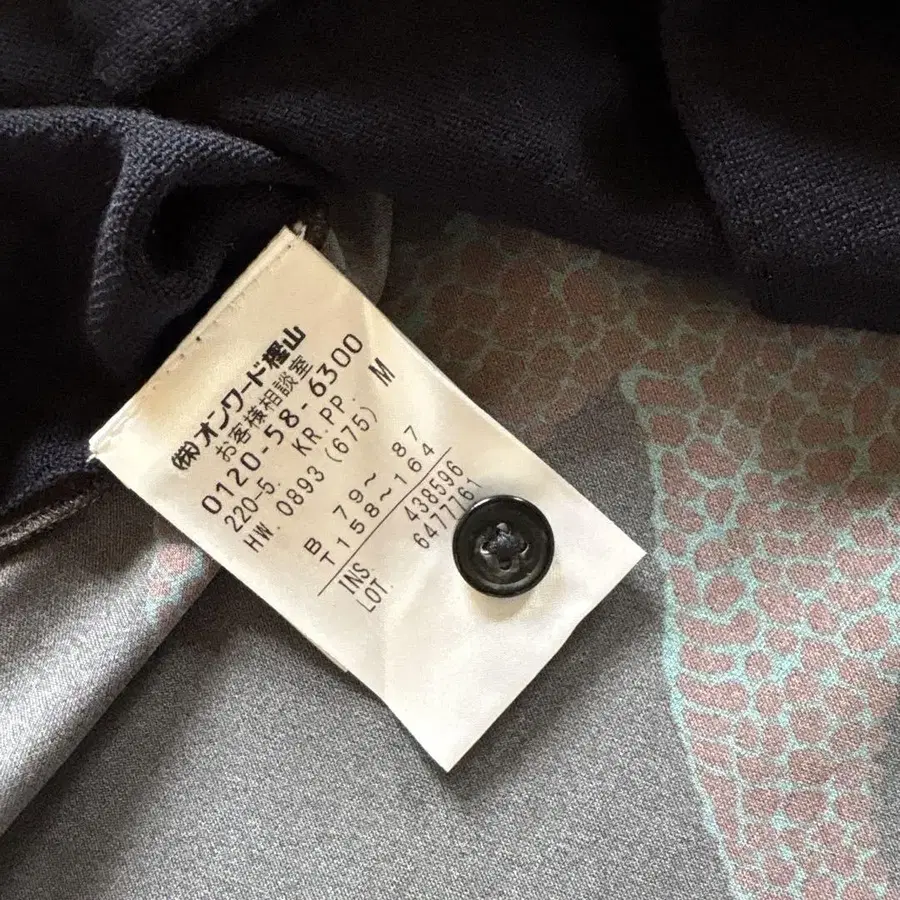 ㈱オンワード樫山
お客様相談室
0120-58-6300
220-5 KR.PP. M
HW. 0893 (675)
B 79~ 87
T158~164
INS. 438596
LOT. 6477761